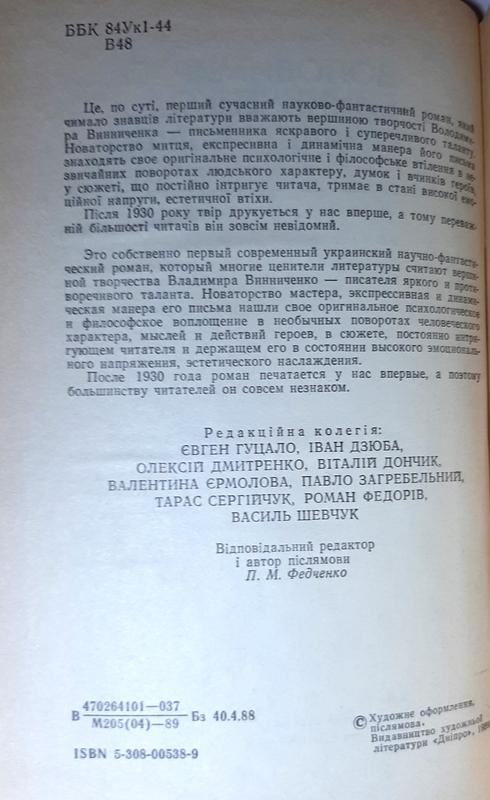 ББК 84Ук1-44
В48
Це, по суті, перший сучасний науково-фантастичний роман, який
чимало знавців літератури вважають вершиною творчості Володими-
ра Винниченка — письменника яскравого і суперечливого таланту.
Новаторство митця, експресивна і динамічна манера його письма
знаходять своє оригінальне психологічне і філософське втілення в не-
звичайних поворотах людського характеру, думок і вчинків героїв,
у сюжеті, що постійно інтригує читача, тримає в стані високої емо-
ційної напруги, естетичної втіхи.
Після 1930 року твір друкується у нас вперше, а тому переваж-
ній більшості читачів він зовсім невідомий.
Это собственно первый современный украинский научно-фантасти-
ческий роман, который многие ценители литературы считают верши-
ной творчества Владимира Винниченко — писателя яркого и проти-
воречивого таланта. Новаторство мастера, экспрессивная и динами-
ческая манера его письма нашли свое оригинальное психологическое
и философское воплощение в необычных поворотах человеческого
характера, мыслей и действий героев, в сюжете, постоянно интри-
гующем читателя и держащем его в состоянии высокого эмоциональ-
ного напряжения, эстетического наслаждения.
После 1930 года роман печатается у нас впервые, а поэтому
большинству читателей он совсем незнаком.
Редакційна колегія:
ЄВГЕН ГУЦАЛО, ІВАН ДЗЮБА,
ОЛЕКСІЙ ДМИТРЕНКО, ВІТАЛІЙ ДОНЧИК,
ВАЛЕНТИНА ЄРМОЛОВА, ПАВЛО ЗАГРЕБЕЛЬНИЙ,
ТАРАС СЕРГІЙЧУК, РОМАН ФЕДОРІВ,
ВАСИЛЬ ШЕВЧУК
Відповідальний редактор
і автор післямови
П. М. Федченко
В 470264101—037 / М205(04)—89 Бз 40.4.88
ISBN 5-308-00538-9
© Художнє оформлення,
післямова.
Видавництво художньої
літератури «Дніпро»,